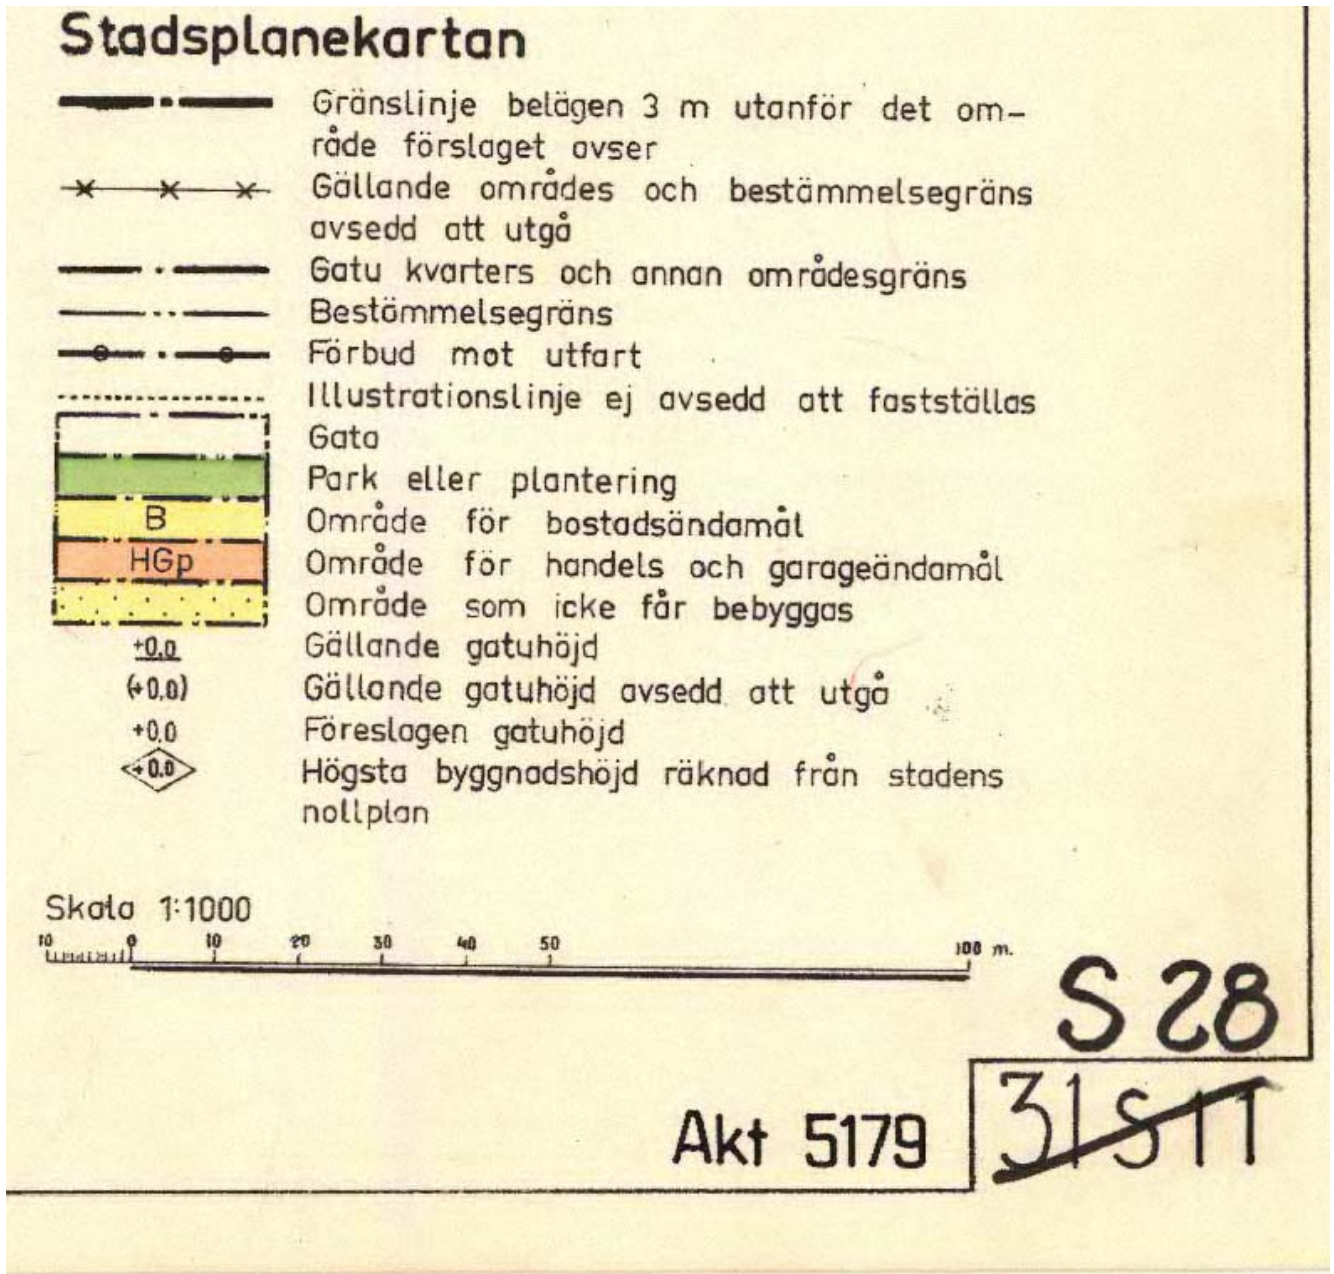 Stadsplanekartan
Gränslinje belägen 3 m utanför det om-
råde förslaget avser
Gällande områdes och bestämmelsegräns
avsedd att utgå
Gatu kvarters och annan områdesgräns
Bestämmelsegräns
Förbud mot utfart
Illustrationslinje ej avsedd att fastställas
Gata
Park eller plantering
B Område för bostadsändamål
HGp Område för handels och garageändamål
Område som icke får bebyggas
+0.0 Gällande gatuhöjd
(+0.0) Gällande gatuhöjd avsedd att utgå
+0.0 Föreslagen gatuhöjd
+0.0 Högsta byggnadshöjd räknad från stadens
nollplan
Skala 1:1000
10 0 10 20 30 40 50 100 m.
S 28
31 S 11
Akt 5179